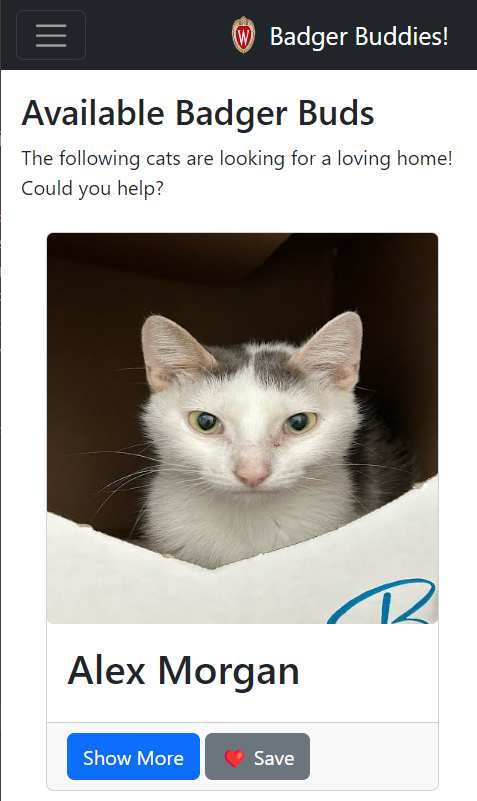 W Badger Buddies!
Available Badger Buds
The following cats are looking for a loving home!
Could you help?
B
Alex Morgan
Show More ❤️ Save